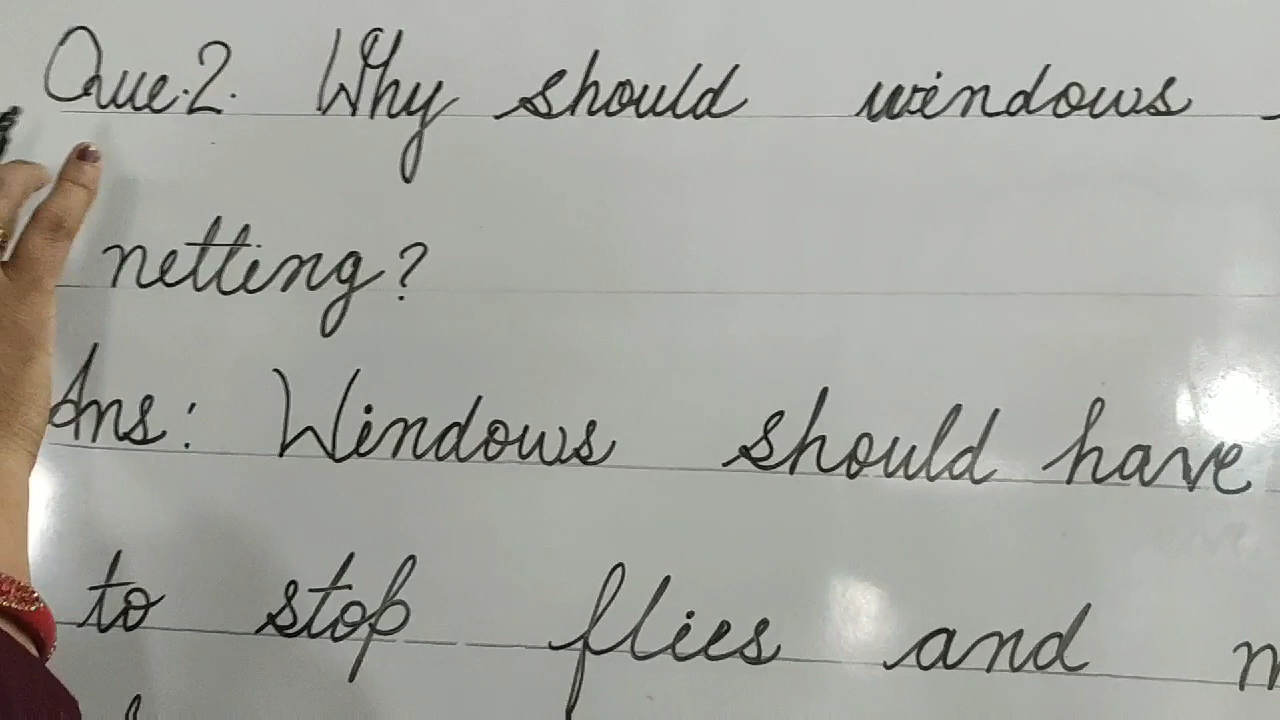 Que.2. Why should windows
netting?
Ans: Windows should have
to stop flies and